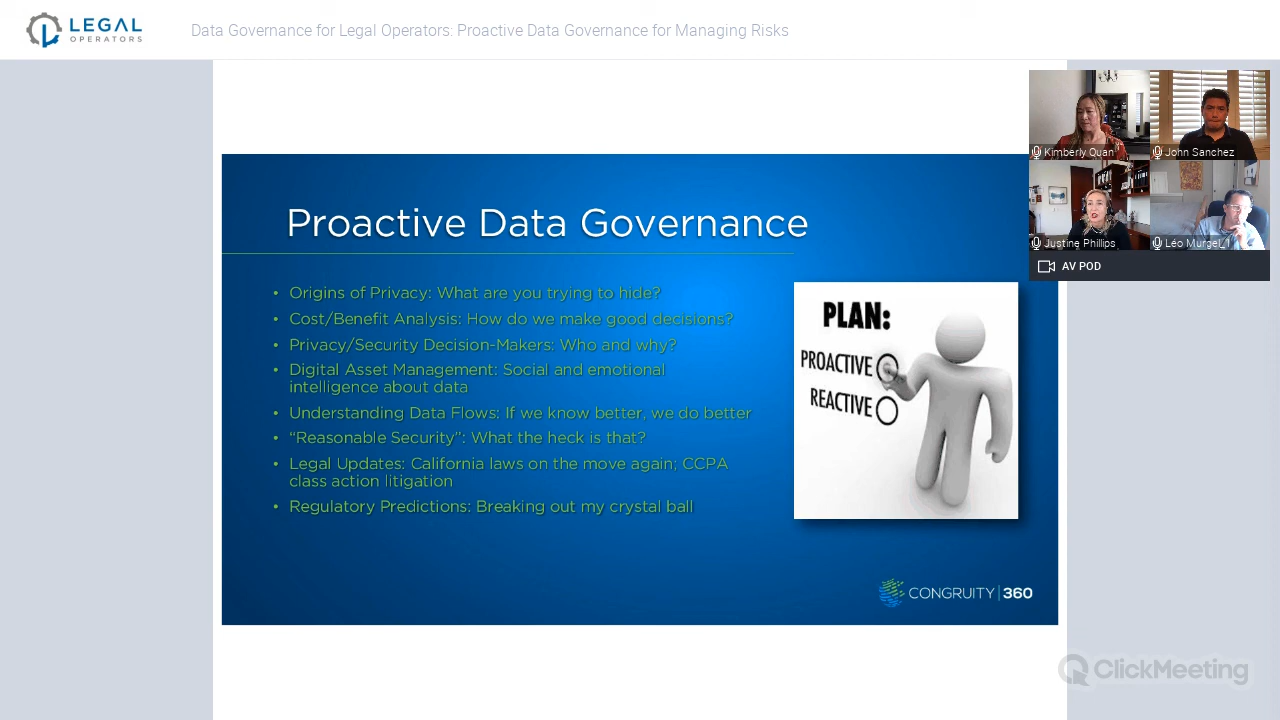 LEGAL
OPERATORS
Data Governance for Legal Operators: Proactive Data Governance for Managing Risks
Kimberly Quan
John Sanchez
Justine Phillips
Léo Murgel_1
AV POD
Proactive Data Governance
• Origins of Privacy: What are you trying to hide?
• Cost/Benefit Analysis: How do we make good decisions?
• Privacy/Security Decision-Makers: Who and why?
• Digital Asset Management: Social and emotional
intelligence about data
• Understanding Data Flows: If we know better, we do better
• “Reasonable Security”: What the heck is that?
• Legal Updates: California laws on the move again; CCPA
class action litigation
• Regulatory Predictions: Breaking out my crystal ball
PLAN:
PROACTIVE
REACTIVE
CONGRUITY|360
ClickMeeting